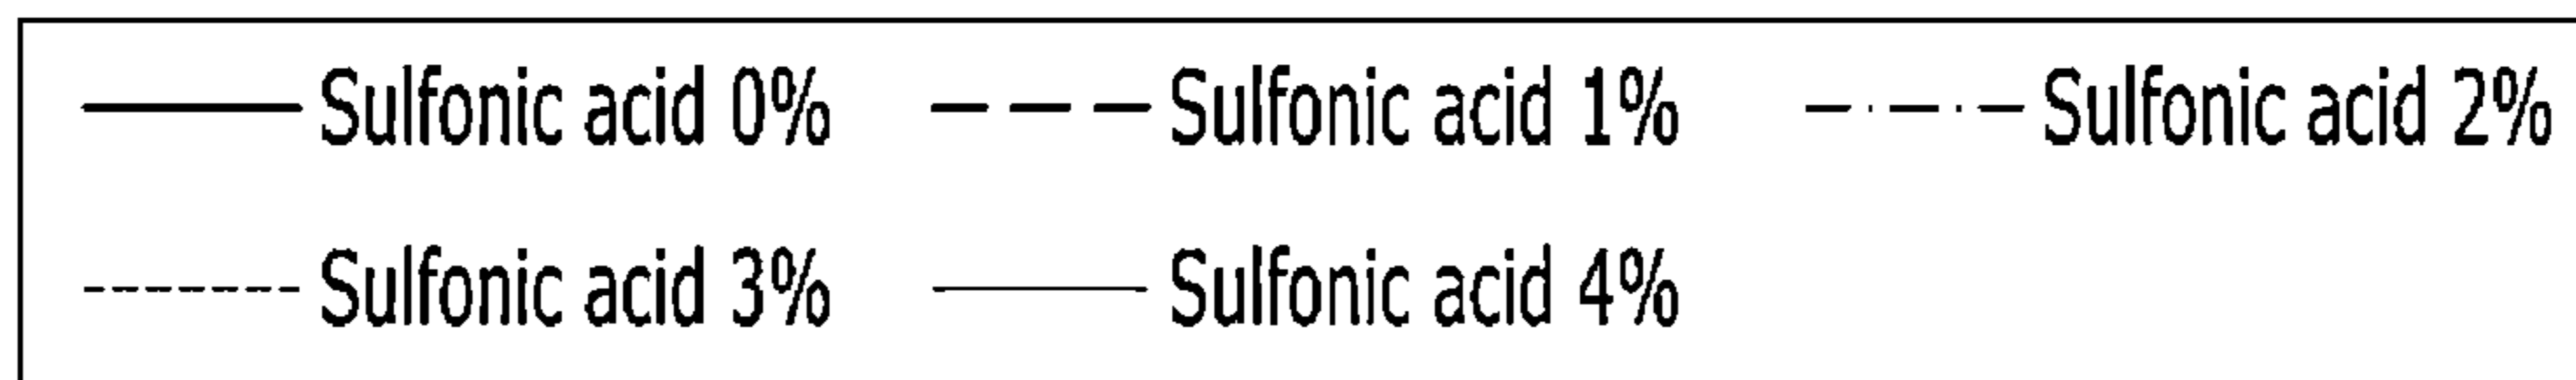 Sulfonic acid 0% Sulfonic acid 1% Sulfonic acid 2%
Sulfonic acid 3% Sulfonic acid 4%